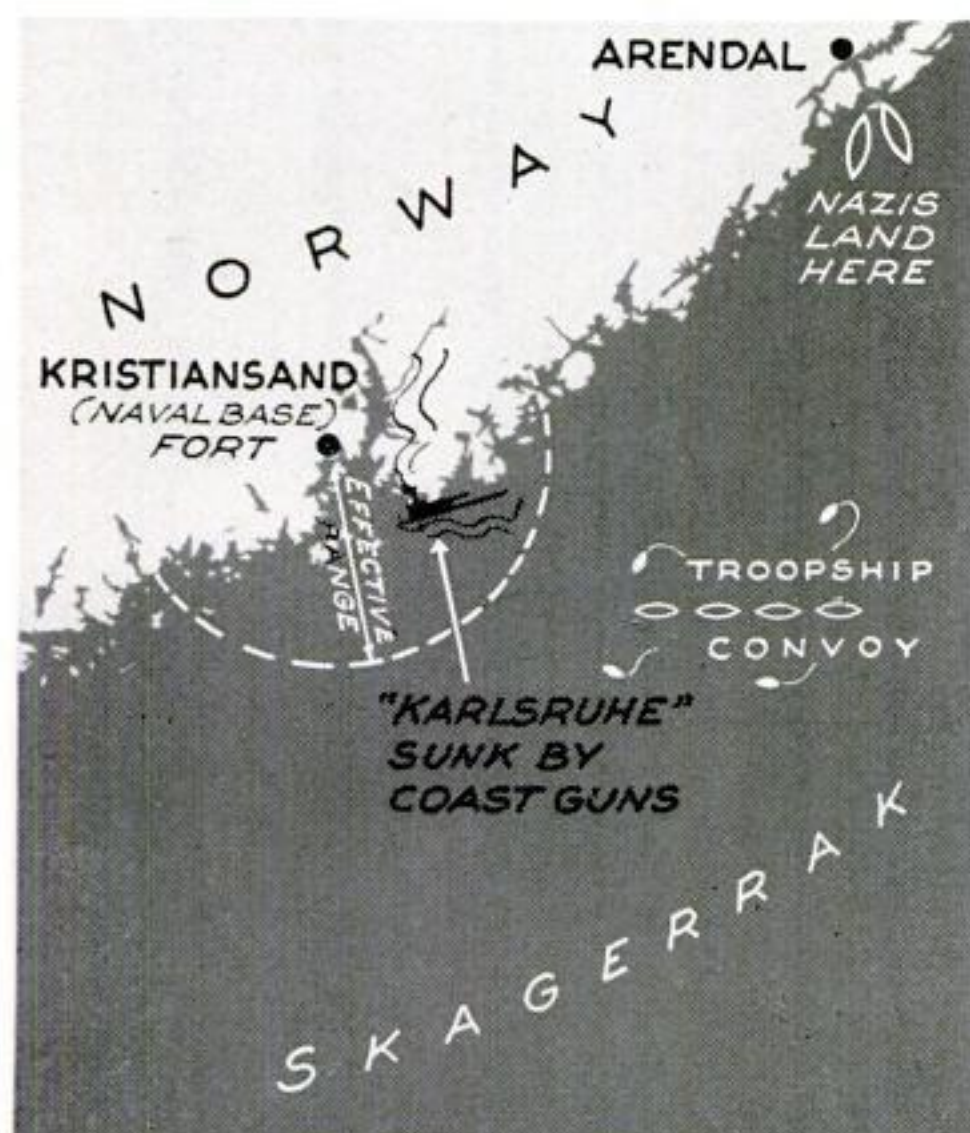 ARENDAL
NORWAY
NAZIS
LAND
HERE
KRISTIANSAND
(NAVAL BASE)
FORT
EFFECTIVE
RANGE
TROOPSHIP
CONVOY
"KARLSRUHE"
SUNK BY
COAST GUNS
SKAGERRAK